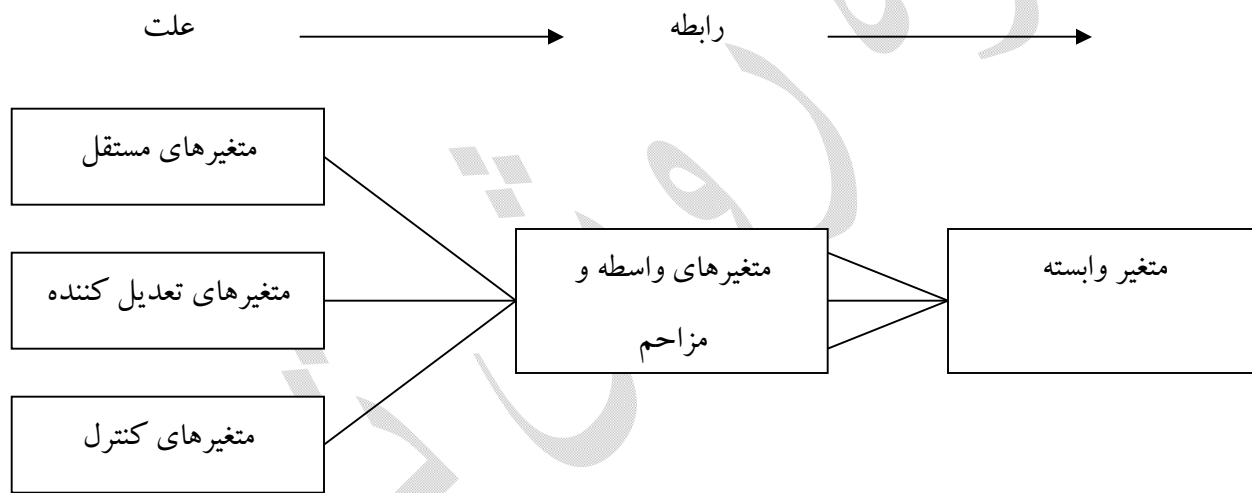 علت
رابطه
متغیرهای مستقل
متغیرهای تعدیل کننده
متغیرهای کنترل
متغیرهای واسطه و
مزاحم
متغیر وابسته